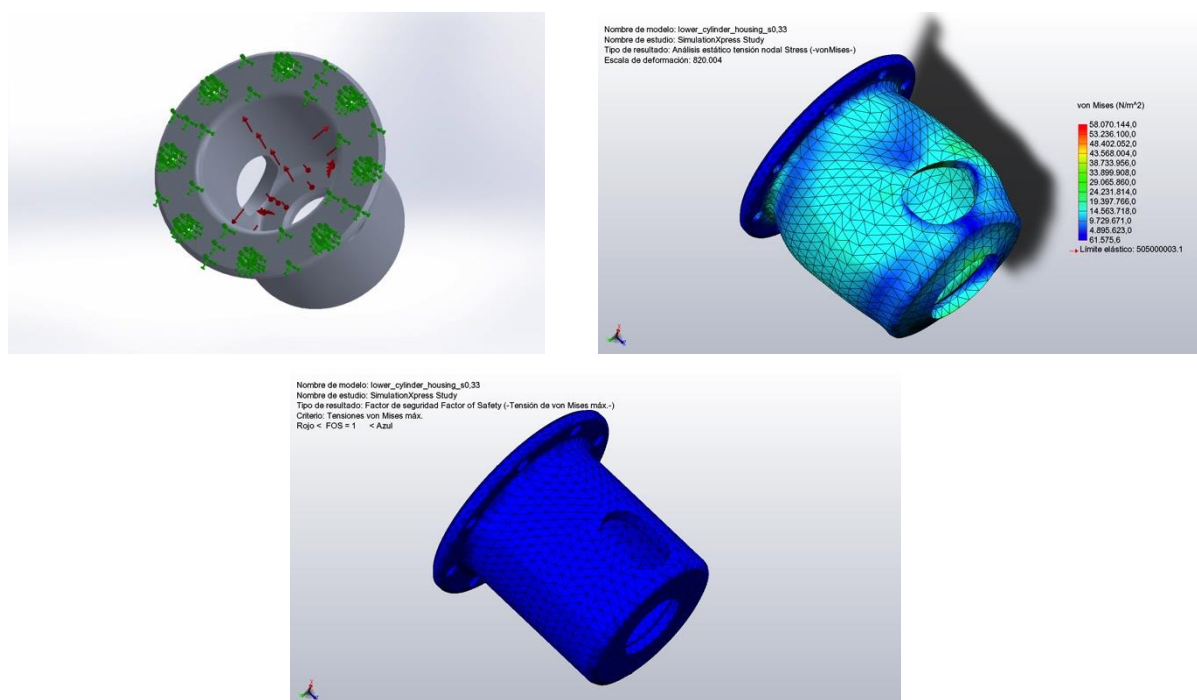 Nombre de modelo: lower_cylinder_housing_s0,33
Nombre de estudio: SimulationXpress Study
Tipo de resultado: Análisis estático tensión nodal Stress (-vonMises-)
Escala de deformación: 820.004
von Mises (N/m^2)
58.070.144,0
53.236.100,0
48.402.052,0
43.568.004,0
38.733.956,0
33.899.908,0
29.065.860,0
24.231.814,0
19.397.766,0
14.563.718,0
9.729.671,0
4.895.623,0
61.575,6
Límite elástico: 505000003.1
Nombre de modelo: lower_cylinder_housing_s0,33
Nombre de estudio: SimulationXpress Study
Tipo de resultado: Factor de seguridad Factor of Safety (-Tensión de von Mises máx.-)
Criterio: Tensiones von Mises máx.
Rojo < FOS = 1 < Azul